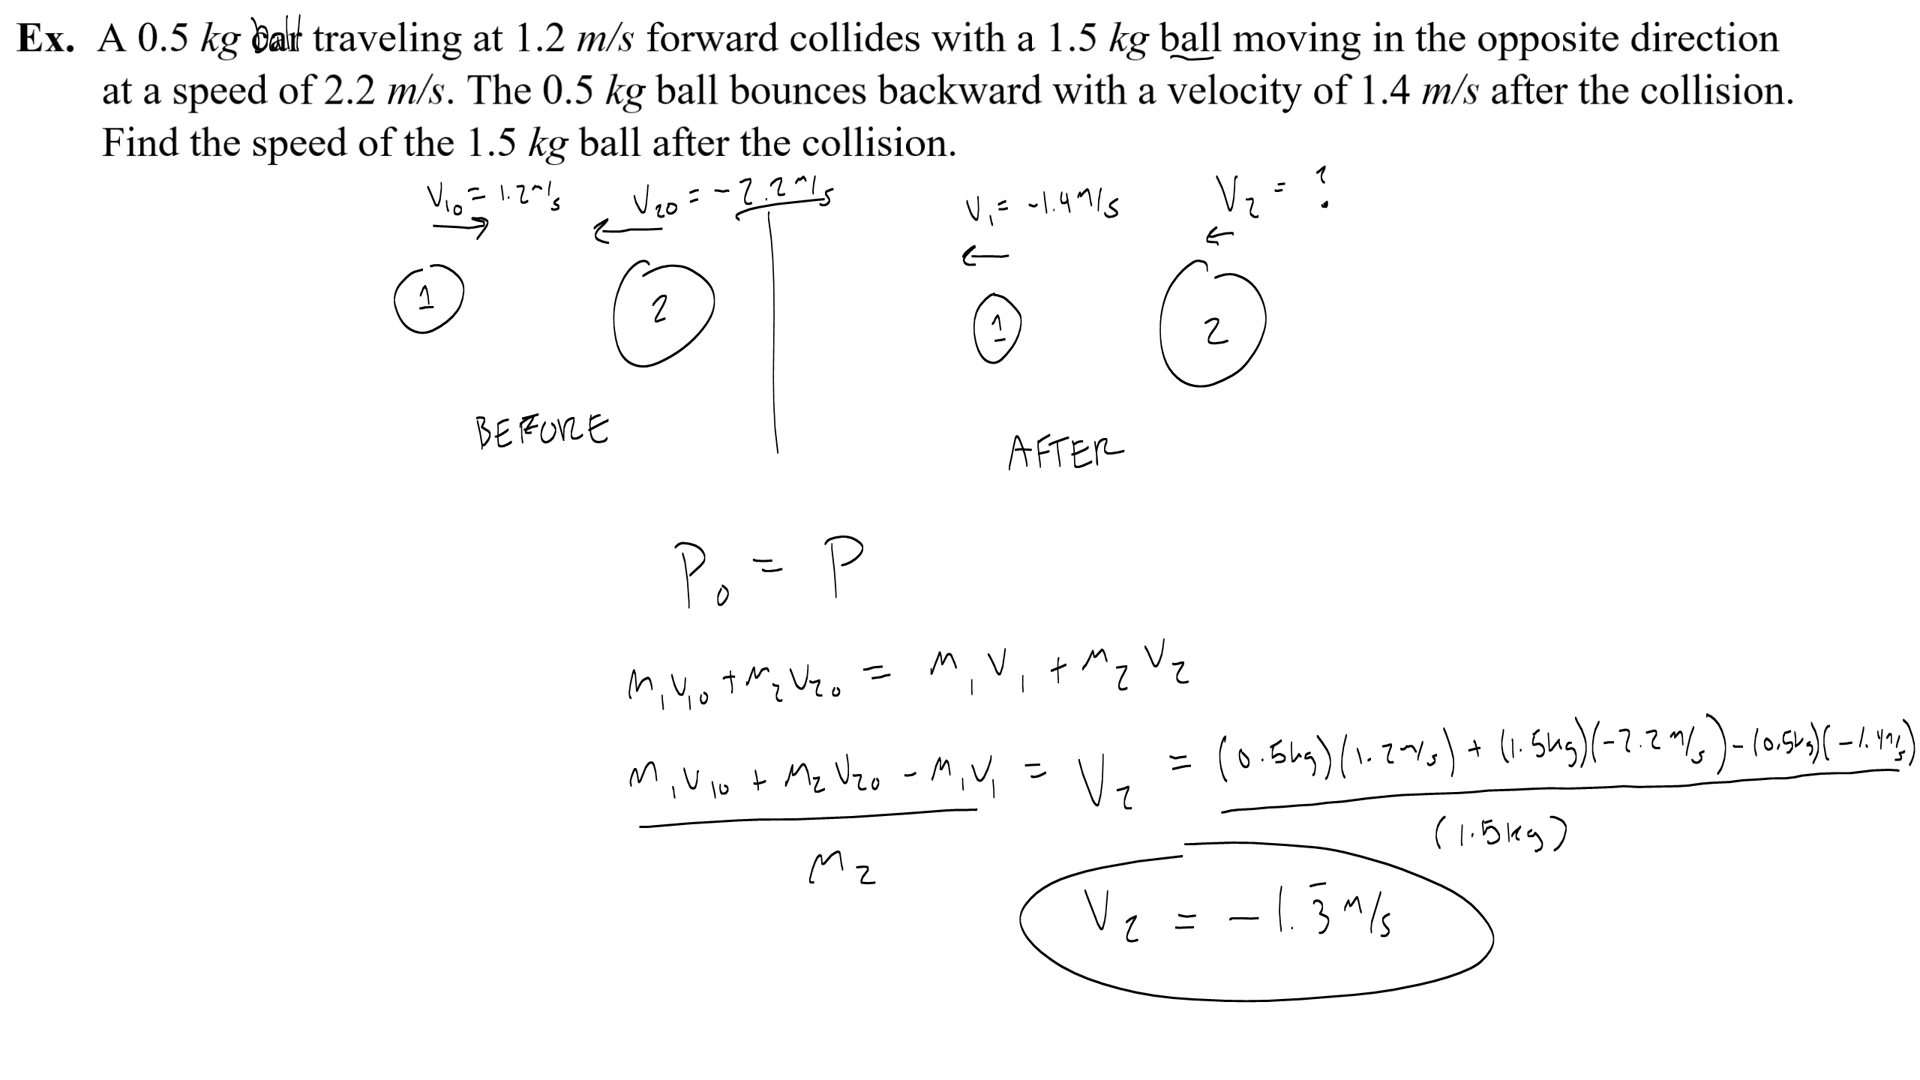 Ex. A 0.5 kg ball traveling at 1.2 m/s forward collides with a 1.5 kg ball moving in the opposite direction
at a speed of 2.2 m/s. The 0.5 kg ball bounces backward with a velocity of 1.4 m/s after the collision.
Find the speed of the 1.5 kg ball after the collision.
V₁₀ = 1.2 m/s V₂₀ = -2.2 m/s V₁ = -1.4 m/s V₂ = ?
1 2 1 2
BEFORE AFTER
P₀ = P
m₁V₁₀ + m₂V₂₀ = m₁V₁ + m₂V₂
(m₁V₁₀ + m₂V₂₀ - m₁V₁)/m₂ = V₂ = ((0.5kg)(1.2m/s) + (1.5kg)(-2.2m/s) - (0.5kg)(-1.4m/s))/(1.5kg)
V₂ = -1.3̄ m/s